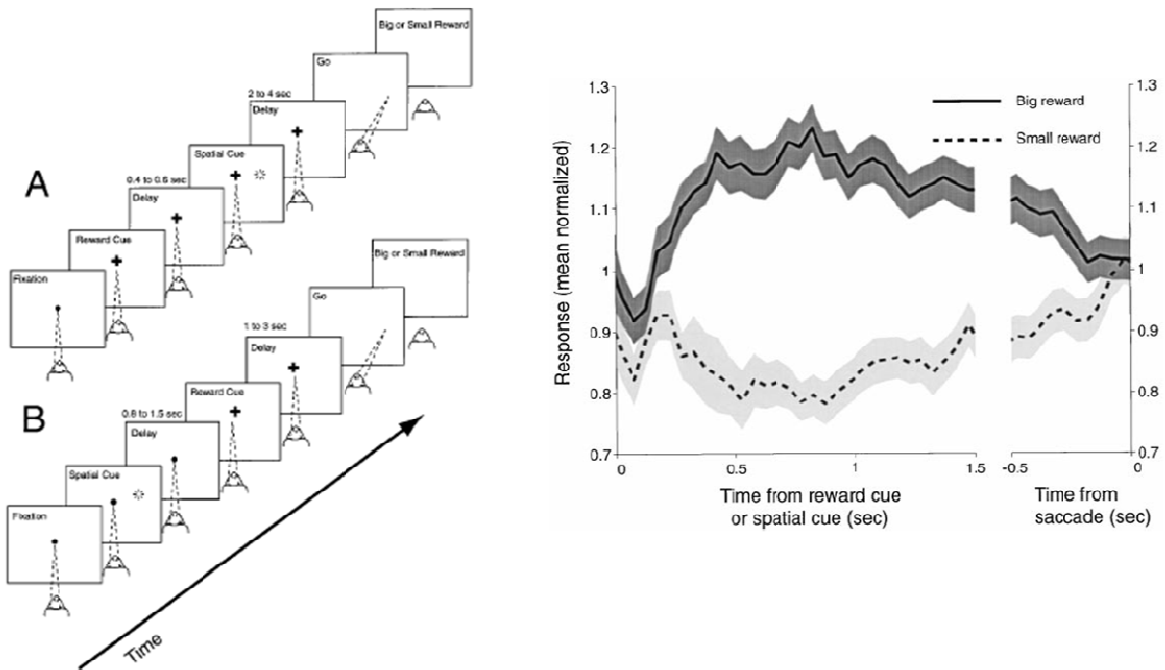 A
Fixation
Reward Cue
0.4 to 0.6 sec
Delay
Spatial Cue
2 to 4 sec
Delay
Go
Big or Small Reward
B
Fixation
Spatial Cue
0.8 to 1.5 sec
Delay
Reward Cue
1 to 3 sec
Delay
Go
Big or Small Reward
Time
Response (mean normalized)
1.3
1.2
1.1
1
0.9
0.8
0.7
Big reward
Small reward
1.3
1.2
1.1
1
0.9
0.8
0.7
0
0.5
1
1.5
-0.5
0
Time from reward cue
or spatial cue (sec)
Time from
saccade (sec)